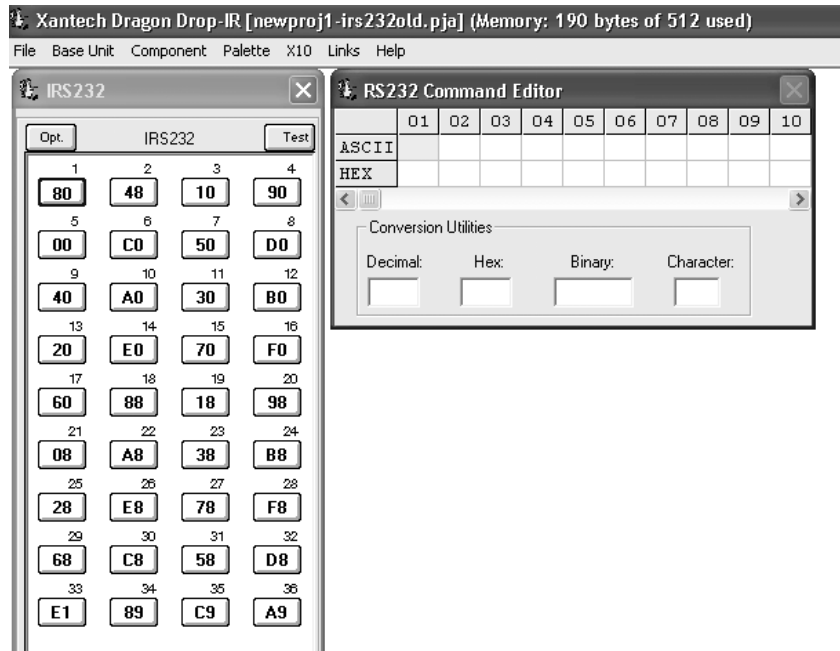 Xantech Dragon Drop-IR [newproj1-irs232old.pja] (Memory: 190 bytes of 512 used)
File Base Unit Component Palette X10 Links Help
IRS232
Opt. IRS232 Test
1 2 3 4
80 48 10 90
5 6 7 8
00 C0 50 D0
9 10 11 12
40 A0 30 B0
13 14 15 16
20 E0 70 F0
17 18 19 20
60 88 18 98
21 22 23 24
08 A8 38 B8
25 26 27 28
28 E8 78 F8
29 30 31 32
68 C8 58 D8
33 34 35 36
E1 89 C9 A9
RS232 Command Editor
01 02 03 04 05 06 07 08 09 10
ASCII
HEX
Conversion Utilities
Decimal: Hex: Binary: Character: